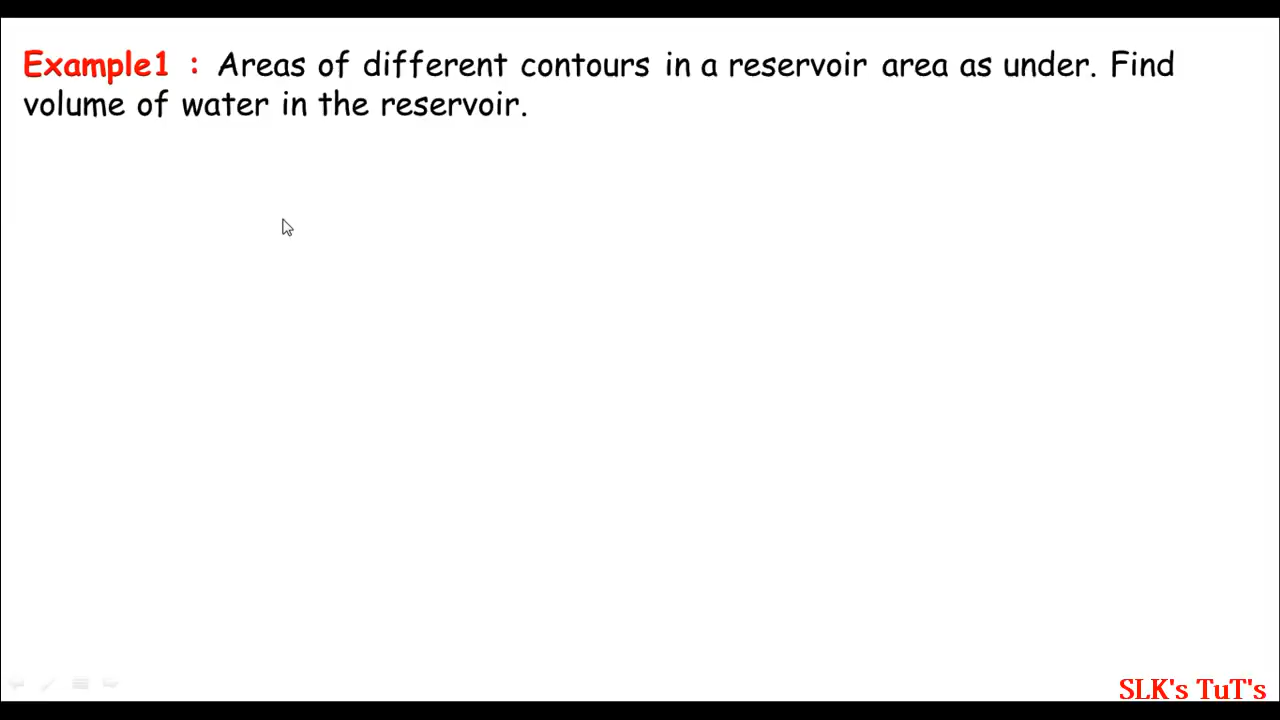 Example1 : Areas of different contours in a reservoir area as under. Find
volume of water in the reservoir.
SLK's TuT's